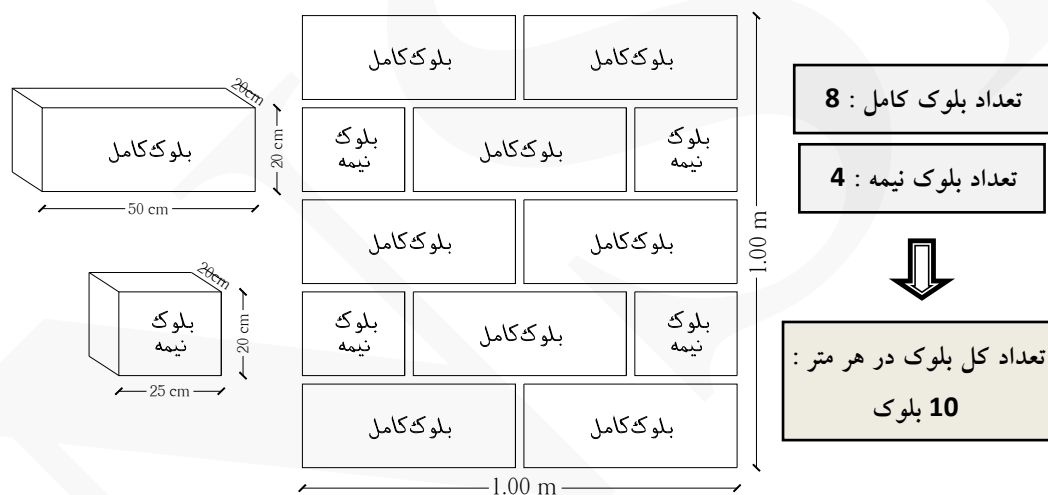 بلوک کامل
بلوک کامل
بلوک نیمه
بلوک کامل
بلوک نیمه
بلوک کامل
بلوک کامل
بلوک نیمه
بلوک کامل
بلوک نیمه
بلوک کامل
بلوک کامل
1.00 m
1.00 m
20cm
بلوک کامل
20 cm
50 cm
20cm
بلوک نیمه
20 cm
25 cm
تعداد بلوک کامل : 8
تعداد بلوک نیمه : 4
تعداد کل بلوک در هر متر :
10 بلوک